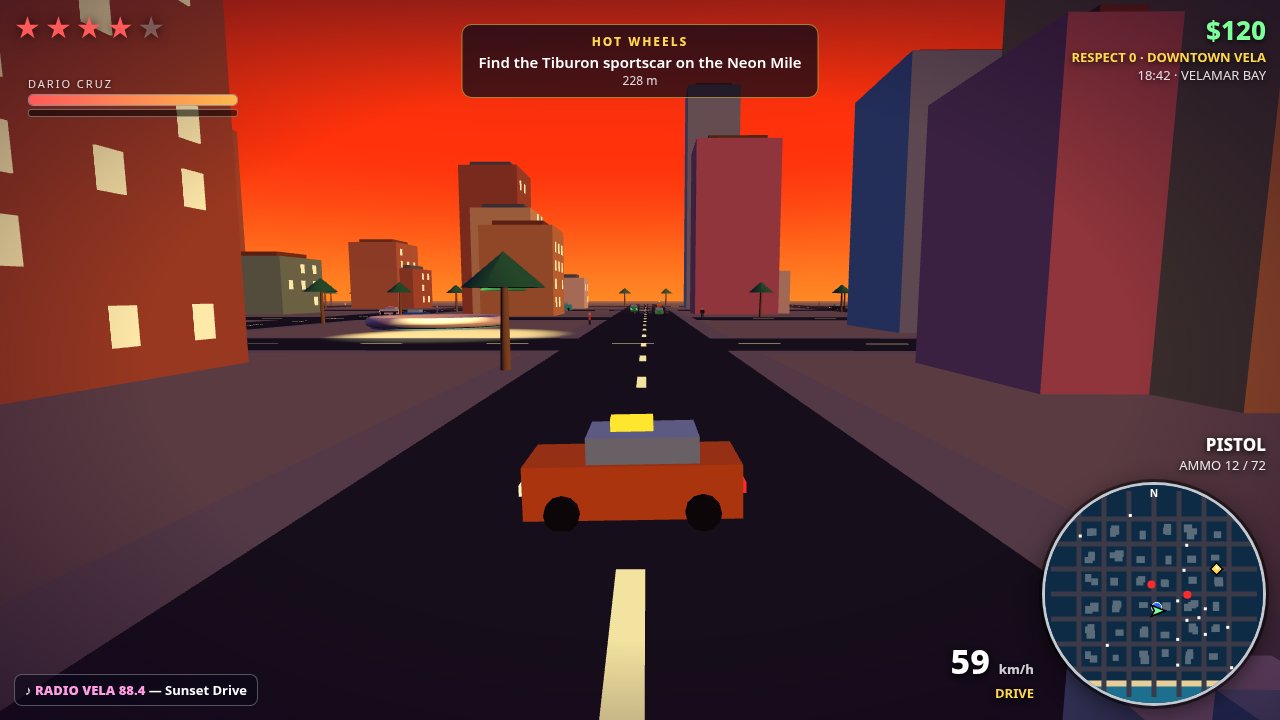 HOT WHEELS
Find the Tiburon sportscar on the Neon Mile
228 m
DARIO CRUZ
$120
RESPECT 0 · DOWNTOWN VELA
18:42 · VELAMAR BAY
PISTOL
AMMO 12 / 72
N
59 km/h
DRIVE
♪ RADIO VELA 88.4 — Sunset Drive